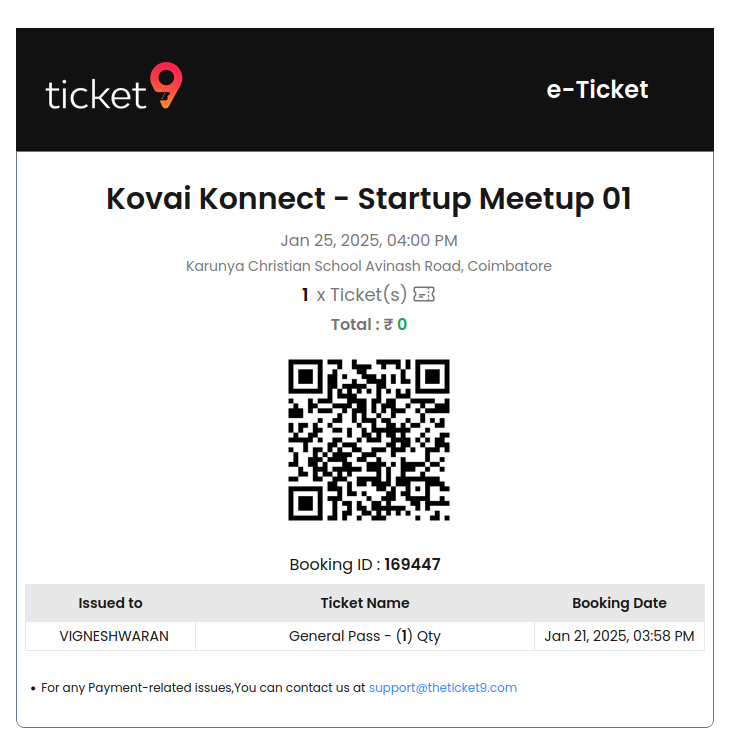 ticket9
e-Ticket
Kovai Konnect - Startup Meetup 01
Jan 25, 2025, 04:00 PM
Karunya Christian School Avinash Road, Coimbatore
1 x Ticket(s)
Total : ₹ 0
Booking ID : 169447
Issued to Ticket Name Booking Date
VIGNESHWARAN General Pass - (1) Qty Jan 21, 2025, 03:58 PM
• For any Payment-related issues,You can contact us at support@theticket9.com